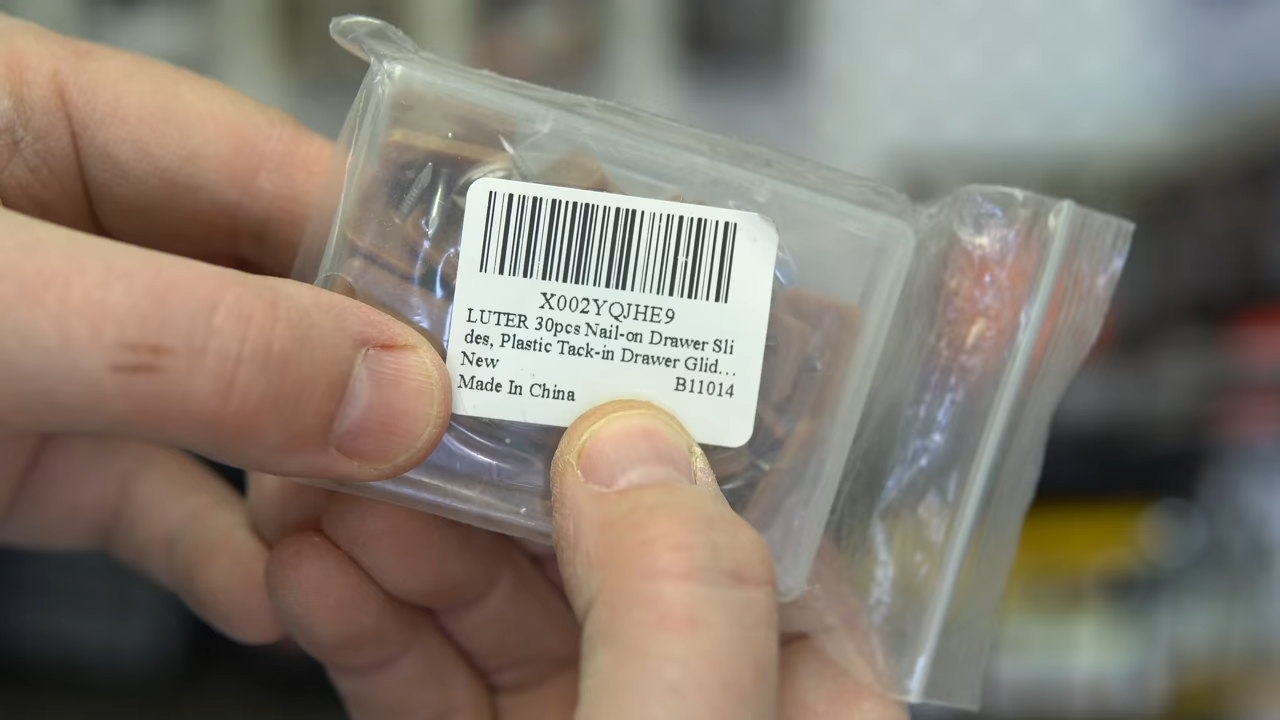 X002YQJHE9
LUTER 30pcs Nail-on Drawer Sli
des, Plastic Tack-in Drawer Glid...
New
B11014
Made In China